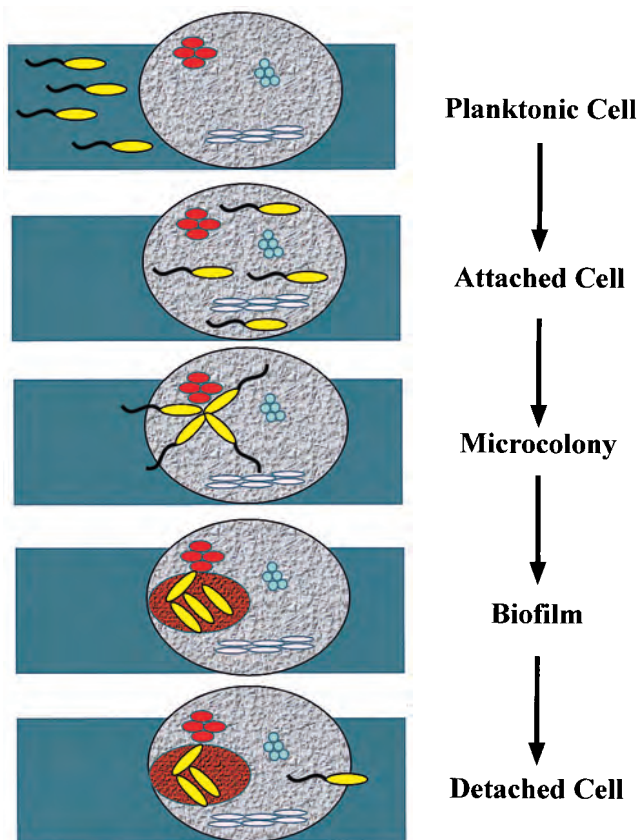 Planktonic Cell
Attached Cell
Microcolony
Biofilm
Detached Cell